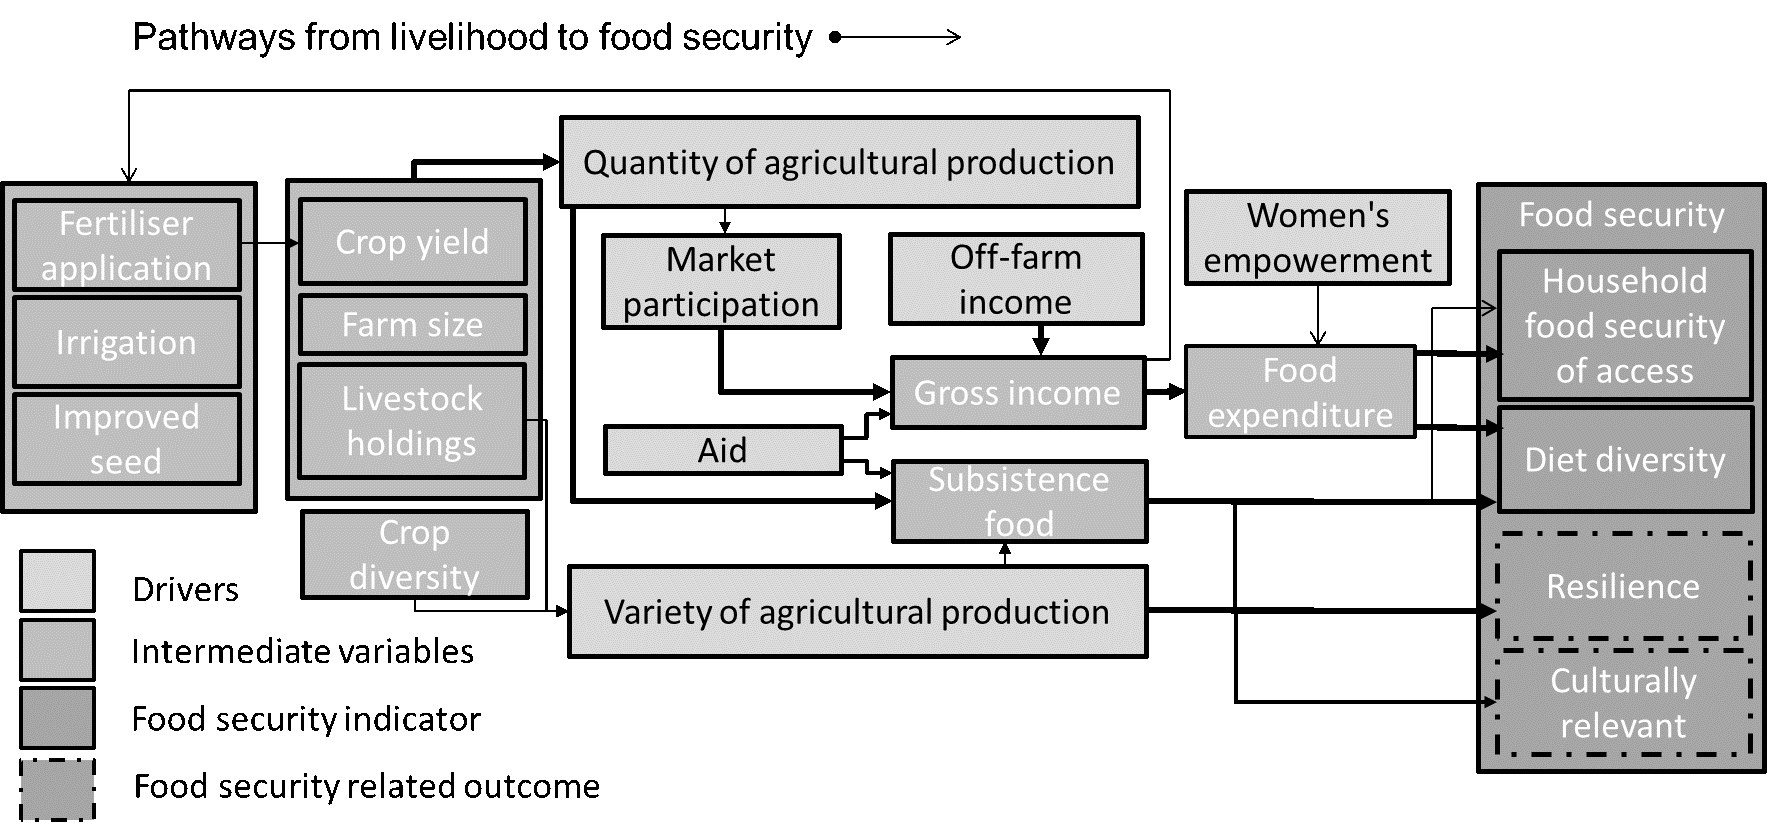 Pathways from livelihood to food security
Quantity of agricultural production
Fertiliser
application
Irrigation
Improved
seed
Crop yield
Farm size
Livestock
holdings
Crop
diversity
Market
participation
Off-farm
income
Women's
empowerment
Gross income
Food
expenditure
Aid
Subsistence
food
Variety of agricultural production
Food security
Household
food security
of access
Diet diversity
Resilience
Culturally
relevant
Drivers
Intermediate variables
Food security indicator
Food security related outcome